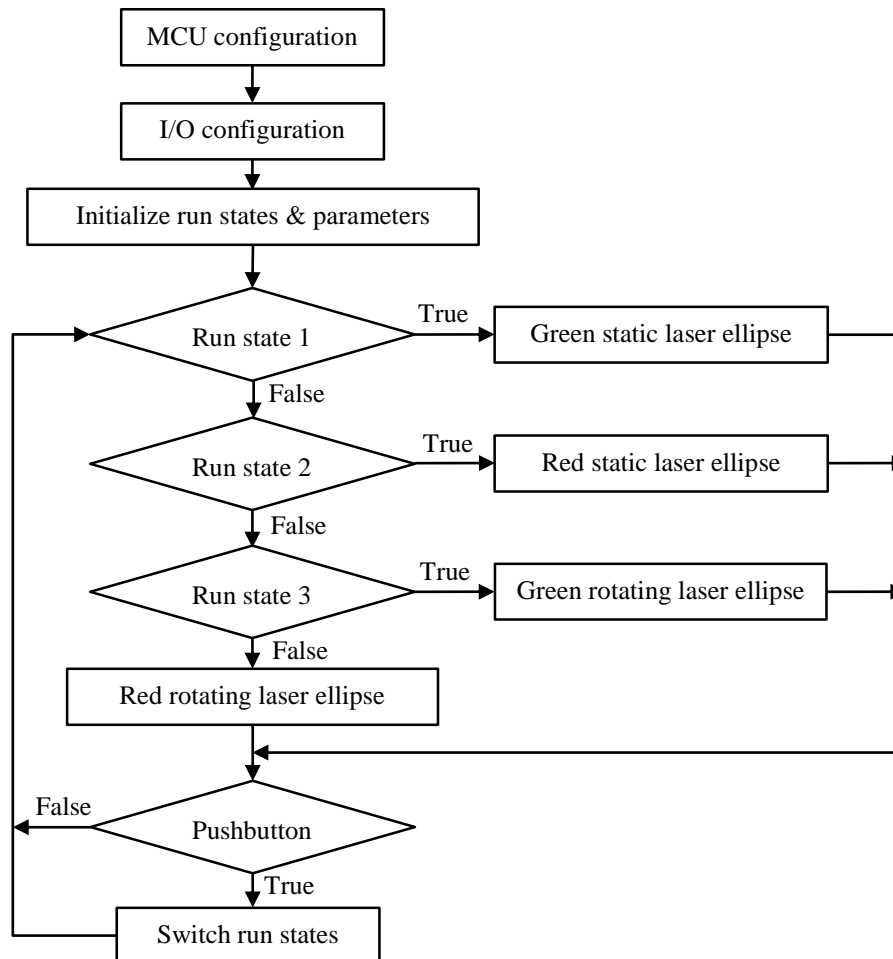 MCU configuration
I/O configuration
Initialize run states & parameters
Run state 1
True
Green static laser ellipse
False
Run state 2
True
Red static laser ellipse
False
Run state 3
True
Green rotating laser ellipse
False
Red rotating laser ellipse
False
Pushbutton
True
Switch run states